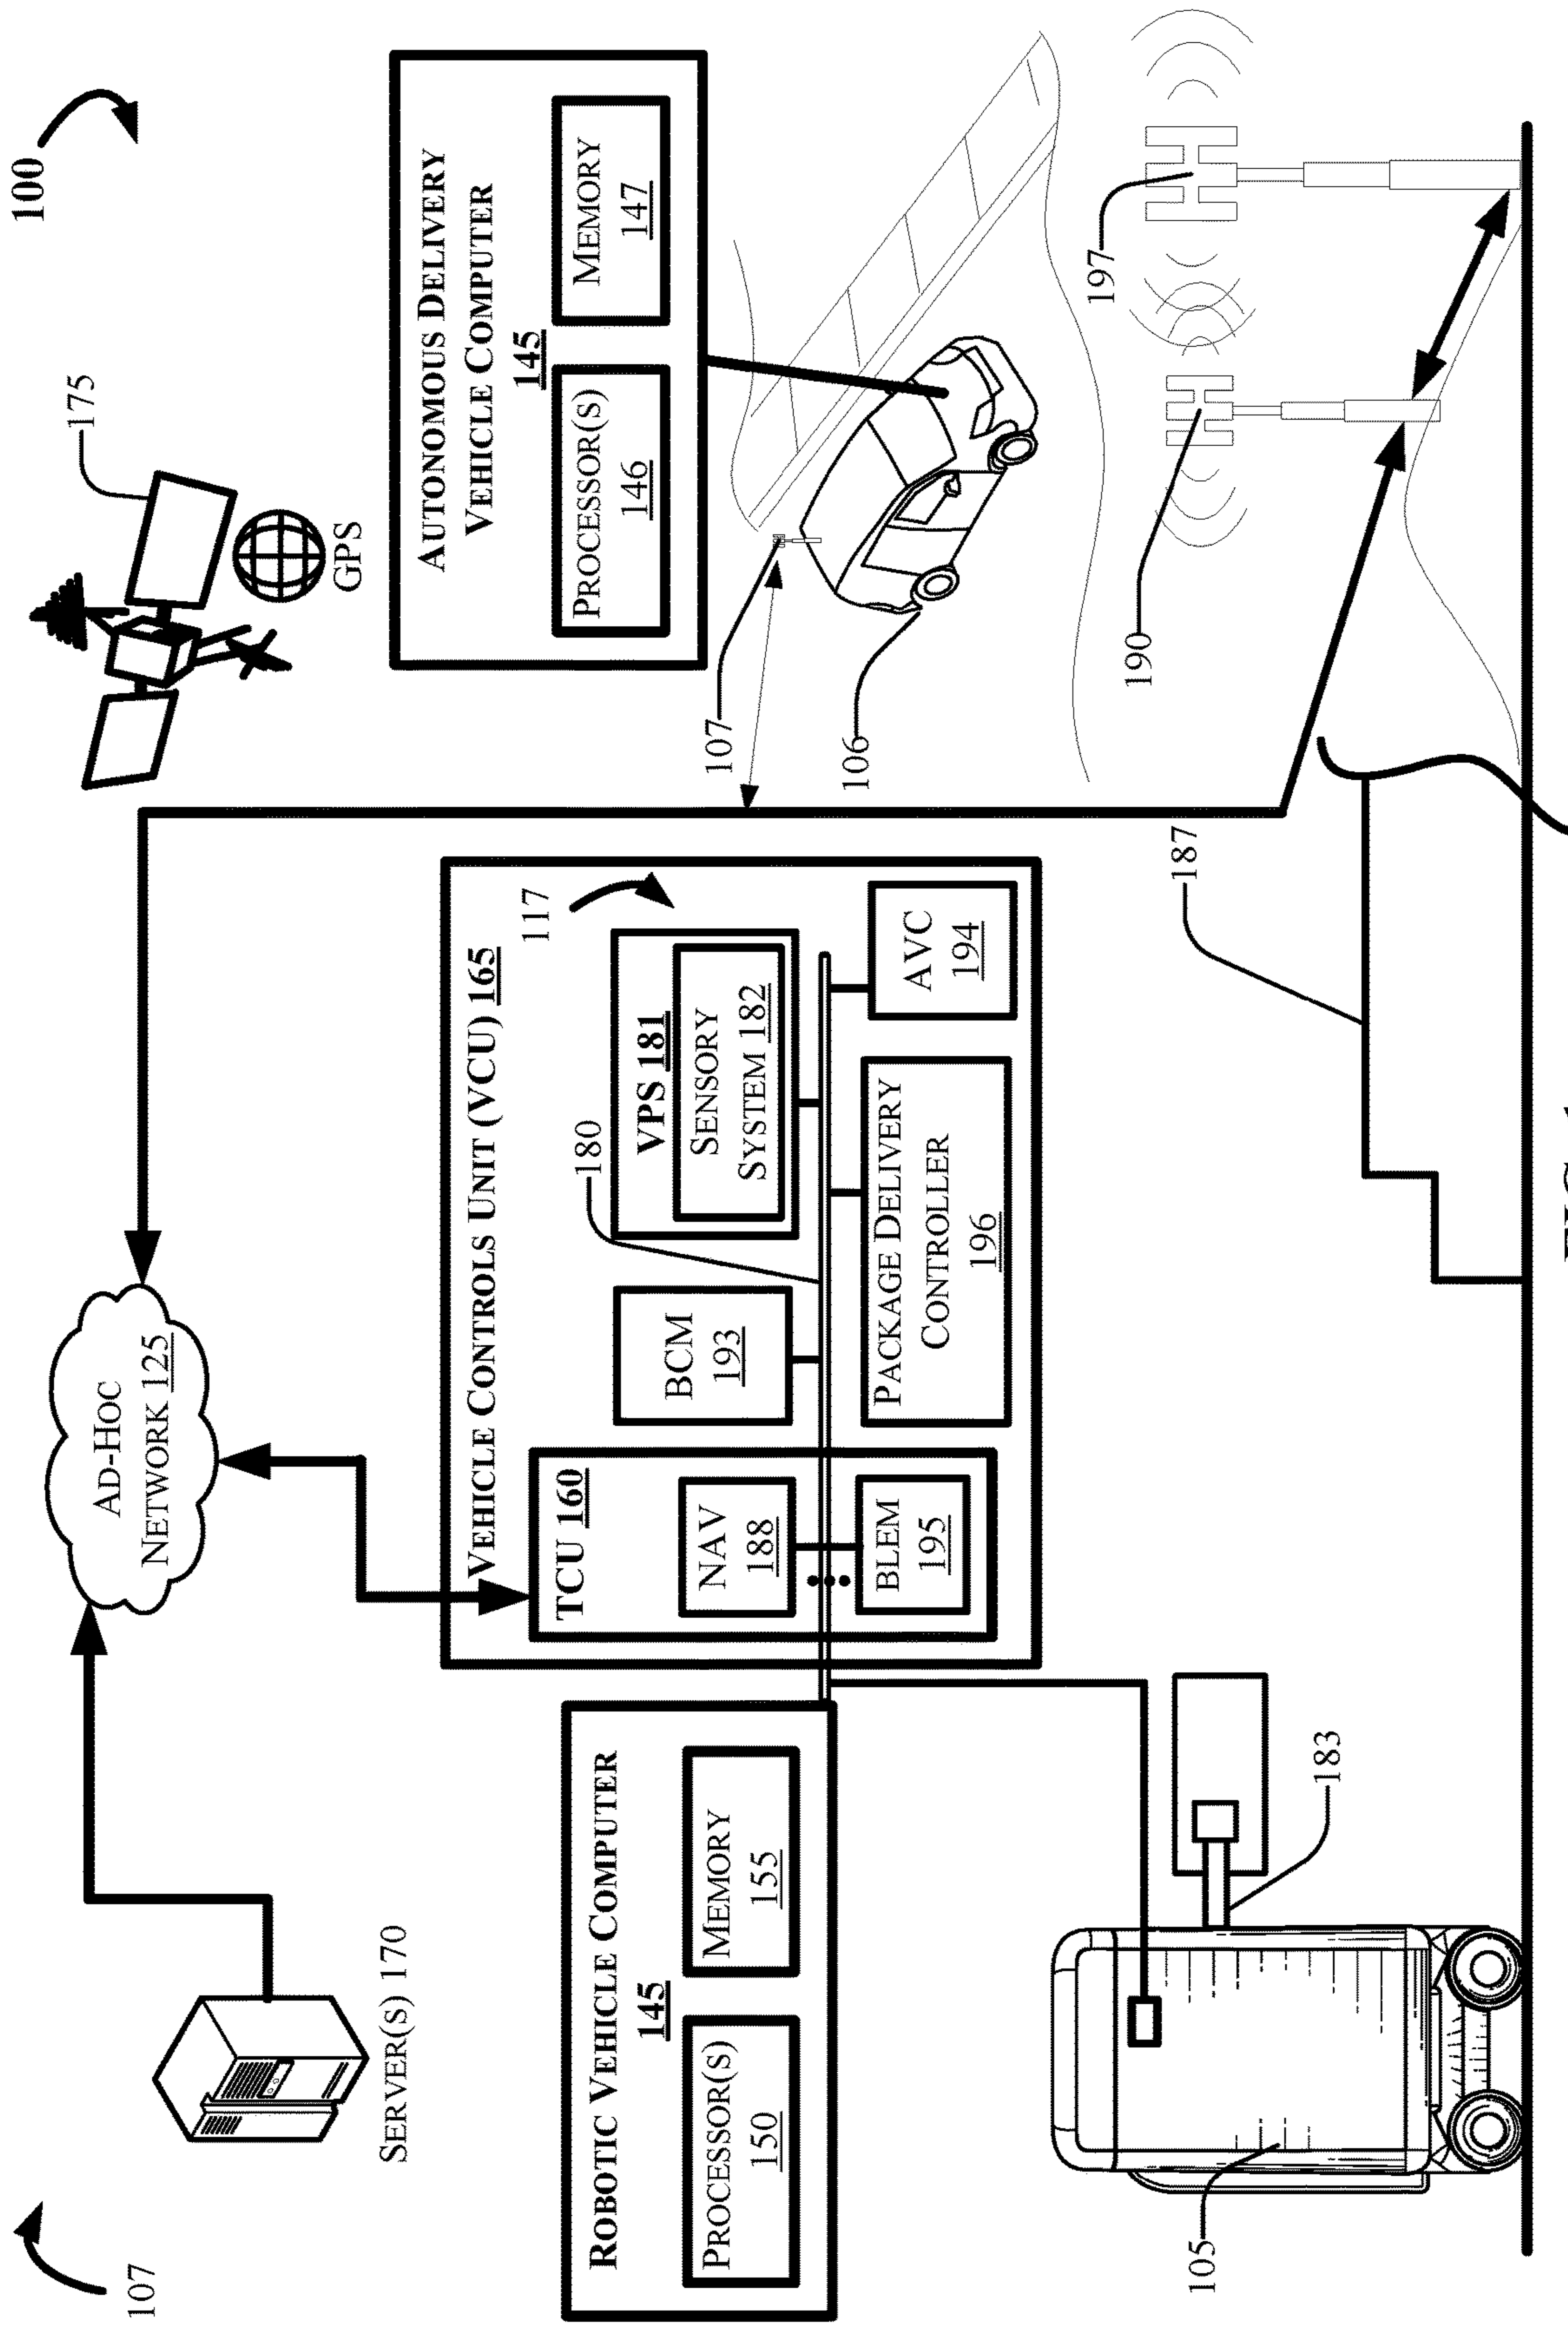 107
100
SERVER(S) 170
AD-HOC
NETWORK 125
175
GPS
ROBOTIC VEHICLE COMPUTER
145
PROCESSOR(S)
150
MEMORY
155
VEHICLE CONTROLS UNIT (VCU) 165
TCU 160
NAV
188
BLEM
195
BCM
193
180
VPS 181
SENSORY
SYSTEM 182
117
PACKAGE DELIVERY
CONTROLLER
196
AVC
194
AUTONOMOUS DELIVERY
VEHICLE COMPUTER
145
PROCESSOR(S)
146
MEMORY
147
107
106
105
183
187
190
197